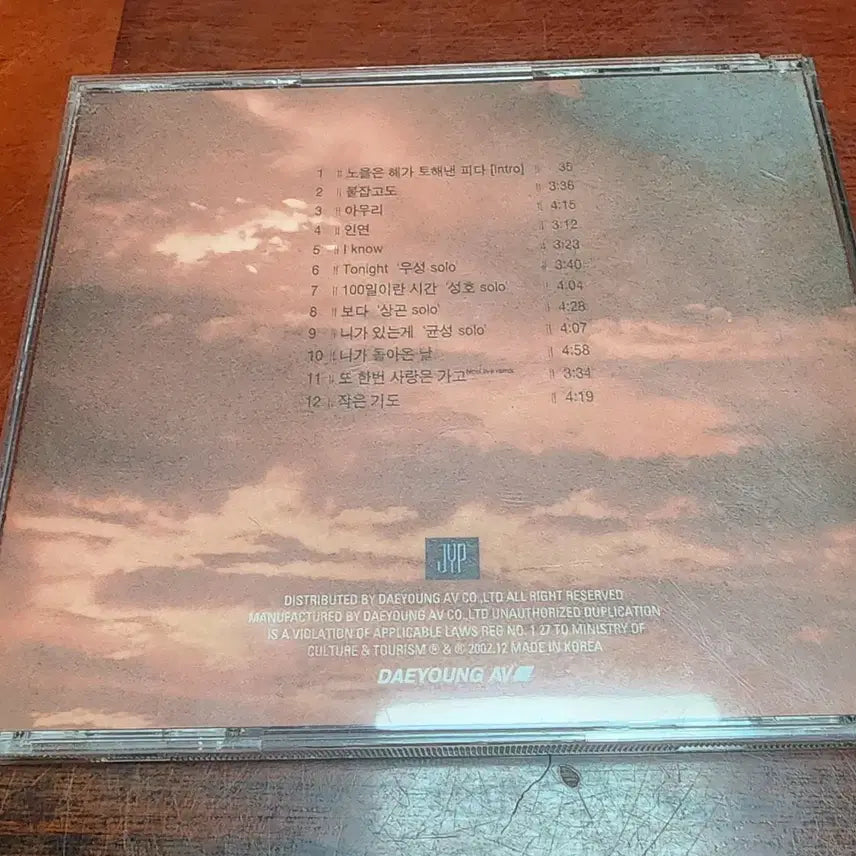 1 노을은 해가 토해낸 피다 [Intro] 35
2 붙잡고도 3:36
3 아우리 4:15
4 인연 3:12
5 I know 3:23
6 Tonight '우성 solo' 3:40
7 100일이란 시간 '성호 solo' 4:04
8 보다 '상곤 solo' 4:28
9 니가 있는게 '균성 solo' 4:07
10 니가 돌아온 날 4:58
11 또 한번 사랑은 가고 3:34
12 작은 기도 4:19
JYP
DISTRIBUTED BY DAEYOUNG AV CO.,LTD ALL RIGHT RESERVED
MANUFACTURED BY DAEYOUNG AV CO. LTD UNAUTHORIZED DUPLICATION
IS A VIOLATION OF APPLICABLE LAWS REG NO. 127 TO MINISTRY OF
CULTURE & TOURISM ℗ & ℗ 2002.12 MADE IN KOREA
DAEYOUNG AV